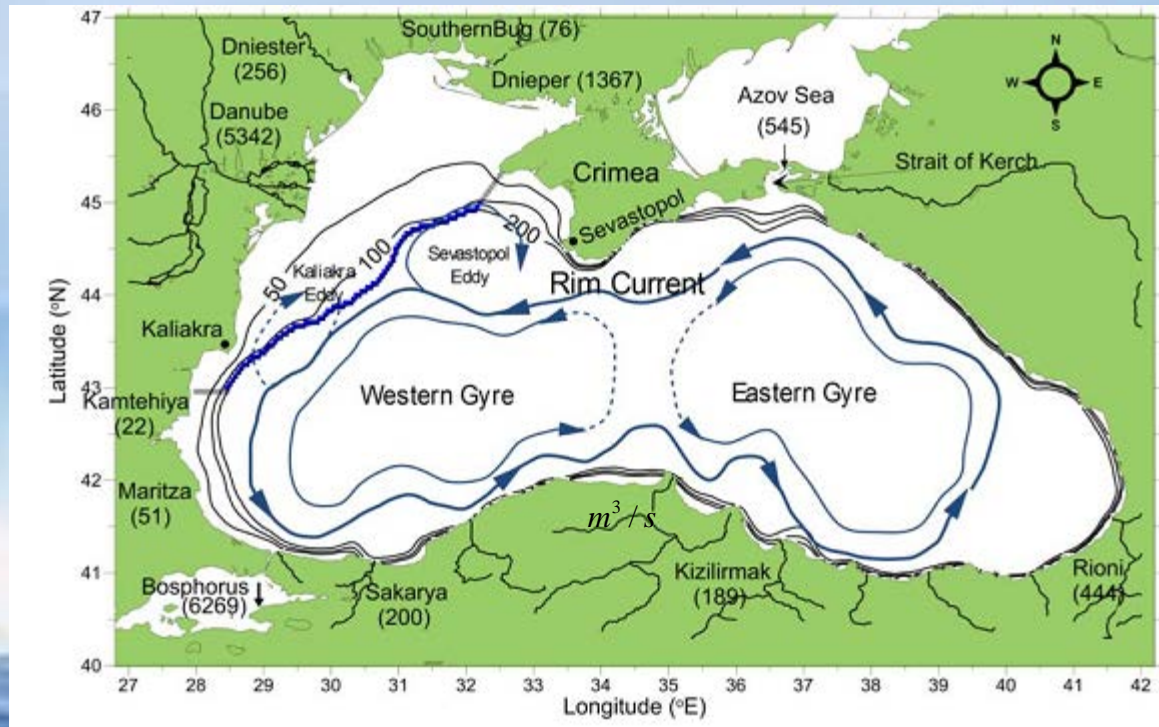 47
46
45
44
43
42
41
40
Latitude (°N)
27 28 29 30 31 32 33 34 35 36 37 38 39 40 41 42
Longitude (°E)
SouthernBug (76)
Dniester
(256)
Dnieper (1367)
Danube
(5342)
Azov Sea
(545)
N
W E
S
Strait of Kerch
Crimea
Sevastopol
200
100
50
Sevastopol
Eddy
Kaliakra
Eddy
Rim Current
Kaliakra
Western Gyre
Eastern Gyre
Kamtehiya
(22)
Maritza
(51)
m³ / s
Bosphorus
(6269)
Sakarya
(200)
Kizilirmak
(189)
Rioni
(444)